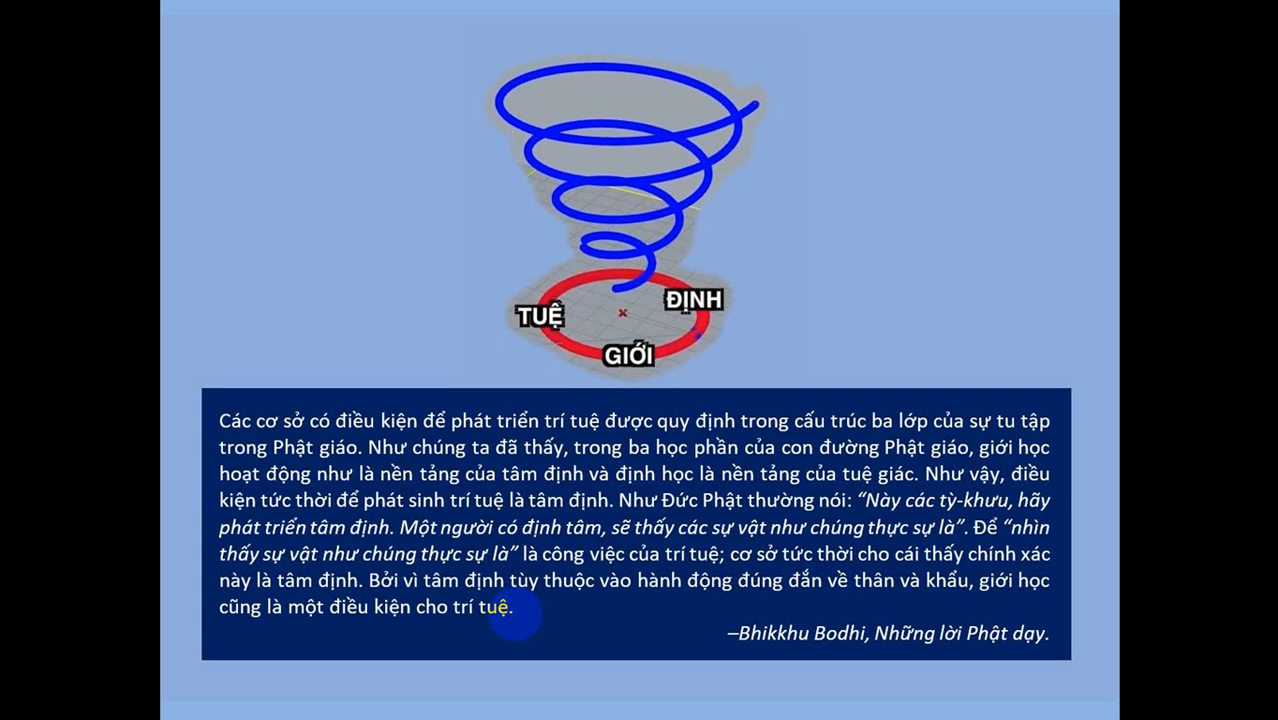 ĐỊNH
TUỆ
GIỚI
Các cơ sở có điều kiện để phát triển trí tuệ được quy định trong cấu trúc ba lớp của sự tu tập
trong Phật giáo. Như chúng ta đã thấy, trong ba học phần của con đường Phật giáo, giới học
hoạt động như là nền tảng của tâm định và định học là nền tảng của tuệ giác. Như vậy, điều
kiện tức thời để phát sinh trí tuệ là tâm định. Như Đức Phật thường nói: “Này các tỳ-khưu, hãy
phát triển tâm định. Một người có định tâm, sẽ thấy các sự vật như chúng thực sự là”. Để “nhìn
thấy sự vật như chúng thực sự là” là công việc của trí tuệ; cơ sở tức thời cho cái thấy chính xác
này là tâm định. Bởi vì tâm định tùy thuộc vào hành động đúng đắn về thân và khẩu, giới học
cũng là một điều kiện cho trí tuệ.
–Bhikkhu Bodhi, Những lời Phật dạy.